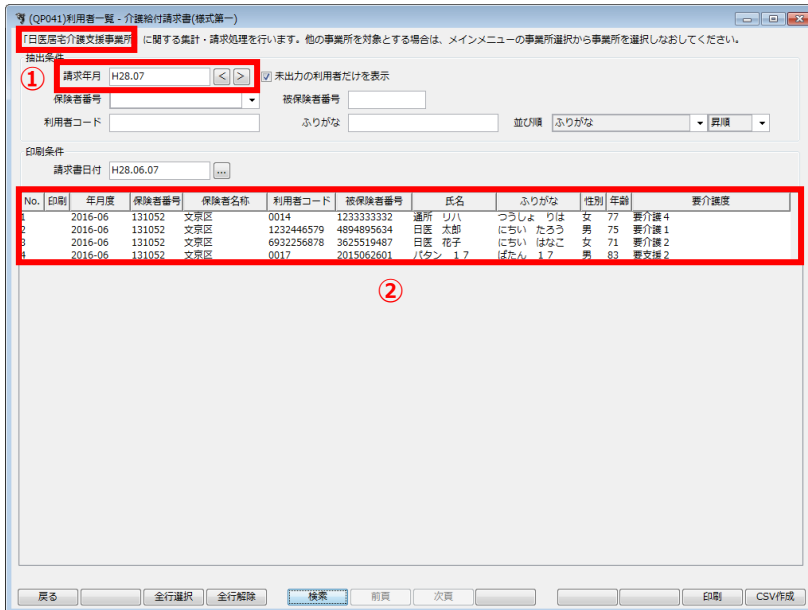 (QP041)利用者一覧 - 介護給付請求書(様式第一)
「日医居宅介護支援事業所」に関する集計・請求処理を行います。他の事業所を対象とする場合は、メインメニューの事業所選択から事業所を選択しなおしてください。
抽出条件
① 請求年月 H28.07 < > 未出力の利用者だけを表示
保険者番号 被保険者番号
利用者コード ふりがな 並び順 ふりがな 昇順
印刷条件
請求書日付 H28.06.07 ...
No. 印刷 年月度 保険者番号 保険者名称 利用者コード 被保険者番号 氏名 ふりがな 性別 年齢 要介護度
1 2016-06 131052 文京区 0014 1233333332 通所 リハ つうしょ りは 女 77 要介護4
2 2016-06 131052 文京区 1232446579 4894895634 日医 太郎 にちい たろう 男 75 要介護1
3 2016-06 131052 文京区 6932256878 3625519487 日医 花子 にちい はなこ 女 71 要介護2
4 2016-06 131052 文京区 0017 2015062601 パタン 17 ぱたん 17 男 83 要支援2
②
戻る 全行選択 全行解除 検索 前頁 次頁 印刷 CSV作成